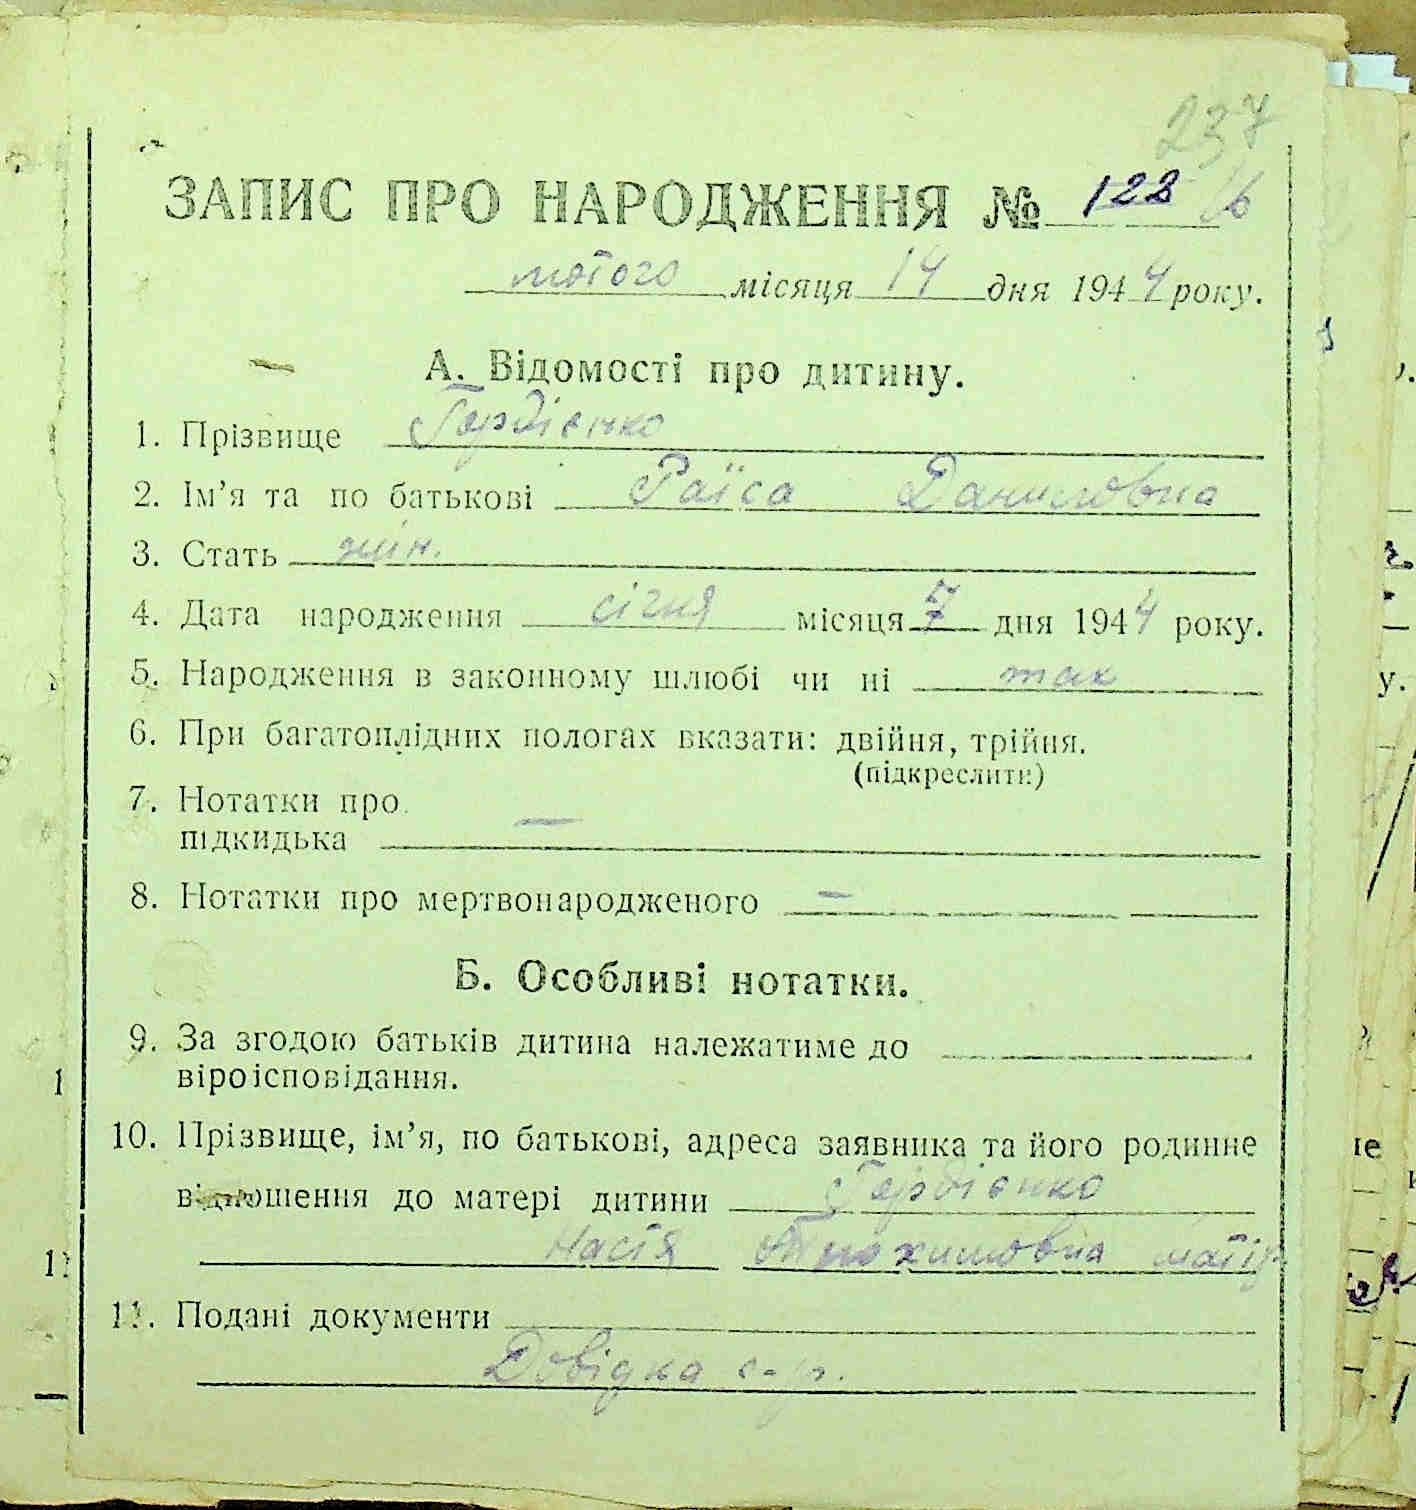 237
ЗАПИС ПРО НАРОДЖЕННЯ № 122
лютого місяця 14 дня 1944 року.
А. Відомості про дитину.
1. Прізвище Гордієнко
2. Ім’я та по батькові Раїса Даниловна
3. Стать жін.
4. Дата народження січня місяця 7 дня 1944 року.
5. Народження в законному шлюбі чи ні так
6. При багатоплідних пологах вказати: двійня, трійня.
(підкреслити)
7. Нотатки про
підкидька —
8. Нотатки про мертвонародженого —
Б. Особливі нотатки.
9. За згодою батьків дитина належатиме до
віроісповідання.
10. Прізвище, ім’я, по батькові, адреса заявника та його родинне
відношення до матері дитини Гордієнко
Настя Трохимовна матір
11. Подані документи
Довідка с-р.